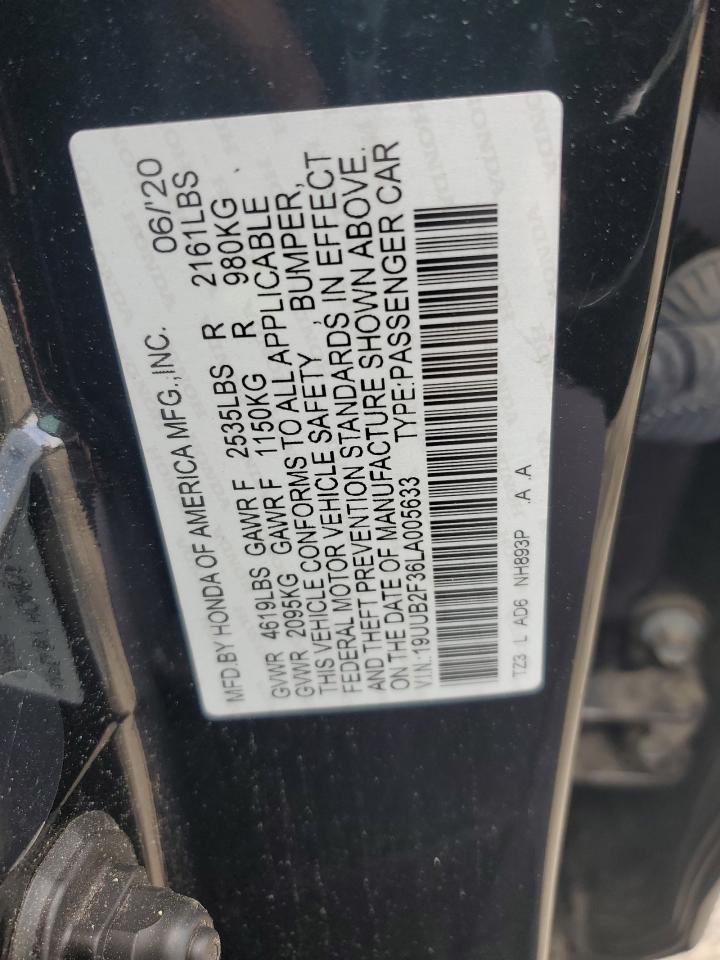 MFD.BY HONDA OF AMERICA MFG.,INC. 06/'20
GVWR 4619LBS GAWR F 2535LBS R 2161LBS
GVWR 2095KG GAWR F 1150KG R 980KG
THIS VEHICLE CONFORMS TO ALL APPLICABLE
FEDERAL MOTOR VEHICLE SAFETY, BUMPER,
AND THEFT PREVENTION STANDARDS IN EFFECT
ON THE DATE OF MANUFACTURE SHOWN ABOVE.
V.I.N:19UUB2F36LA005633 TYPE:PASSENGER CAR
TZ3 L AD6 NH893P .A .A